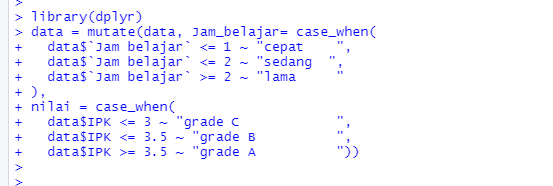 >
> library(dplyr)
> data = mutate(data, Jam_belajar= case_when(
+   data$`Jam belajar` <= 1 ~ "cepat    ",
+   data$`Jam belajar` <= 2 ~ "sedang  ",
+   data$`Jam belajar` >= 2 ~ "lama     "
+ ),
+ nilai = case_when(
+   data$IPK <= 3 ~ "grade C            ",
+   data$IPK <= 3.5 ~ "grade B          ",
+   data$IPK >= 3.5 ~ "grade A          "))
>
>